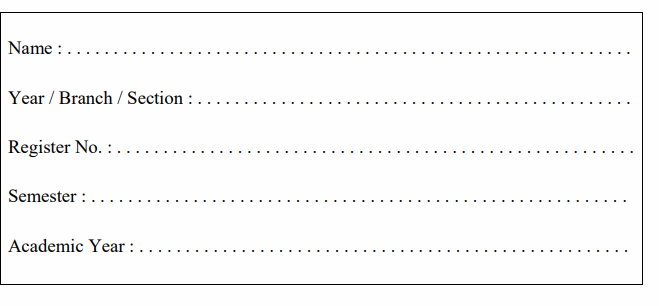 Name : . . . . . . . . . . . . . . . . . . . . . . . . . . . . . . . . . . . . . . . . . . . . . . . . . . . . . . . . . . . . .
Year / Branch / Section : . . . . . . . . . . . . . . . . . . . . . . . . . . . . . . . . . . . . . . . . . . . . . . .
Register No. : . . . . . . . . . . . . . . . . . . . . . . . . . . . . . . . . . . . . . . . . . . . . . . . . . . . . . . . .
Semester : . . . . . . . . . . . . . . . . . . . . . . . . . . . . . . . . . . . . . . . . . . . . . . . . . . . . . . . . . .
Academic Year : . . . . . . . . . . . . . . . . . . . . . . . . . . . . . . . . . . . . . . . . . . . . . . . . . . . . .